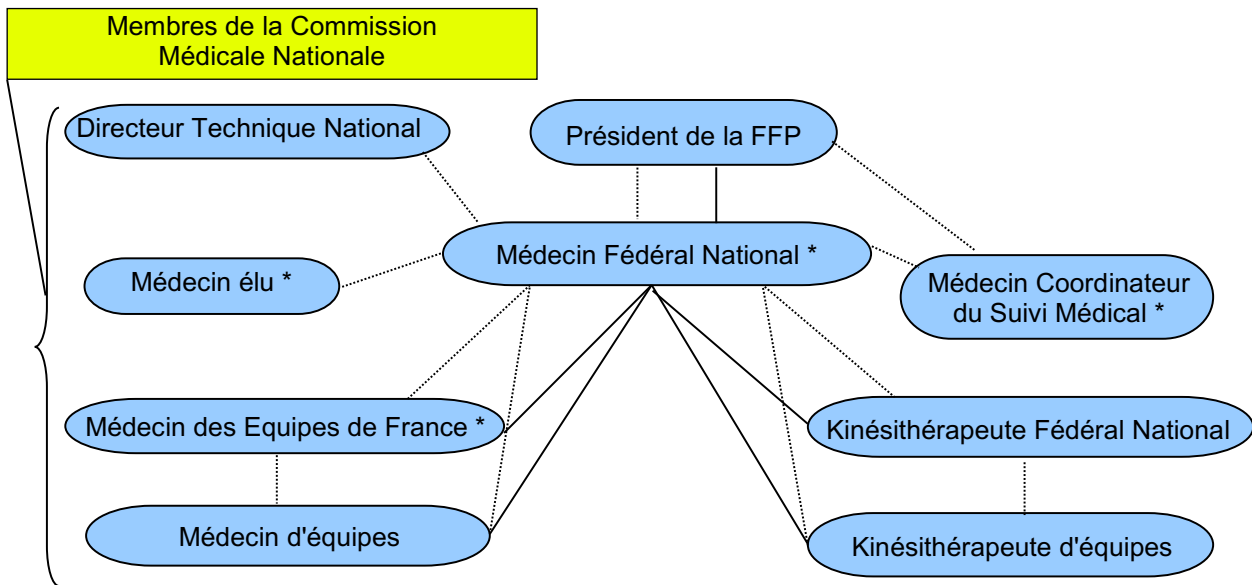 Membres de la Commission
Médicale Nationale
Directeur Technique National
Président de la FFP
Médecin Fédéral National *
Médecin élu *
Médecin Coordinateur
du Suivi Médical *
Médecin des Equipes de France *
Kinésithérapeute Fédéral National
Médecin d'équipes
Kinésithérapeute d'équipes